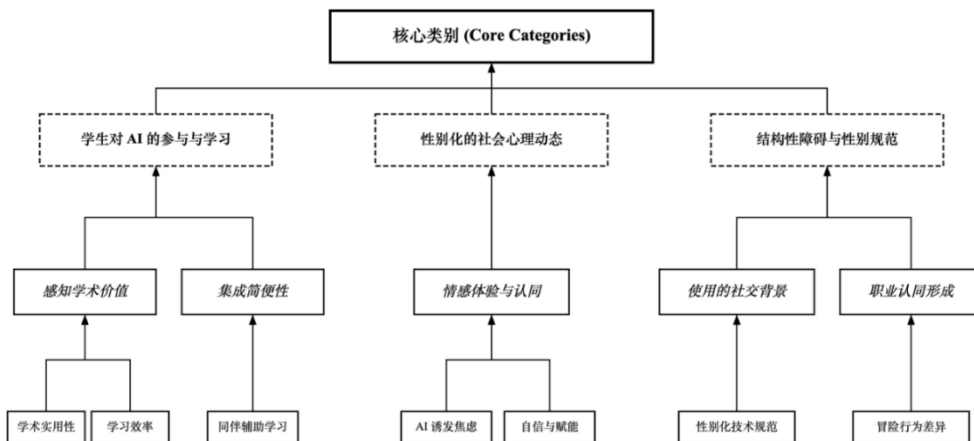 核心类别 (Core Categories)
学生对 AI 的参与与学习
性别化的社会心理动态
结构性障碍与性别规范
感知学术价值
集成简便性
情感体验与认同
使用的社交背景
职业认同形成
学术实用性
学习效率
同伴辅助学习
AI 诱发焦虑
自信与赋能
性别化技术规范
冒险行为差异